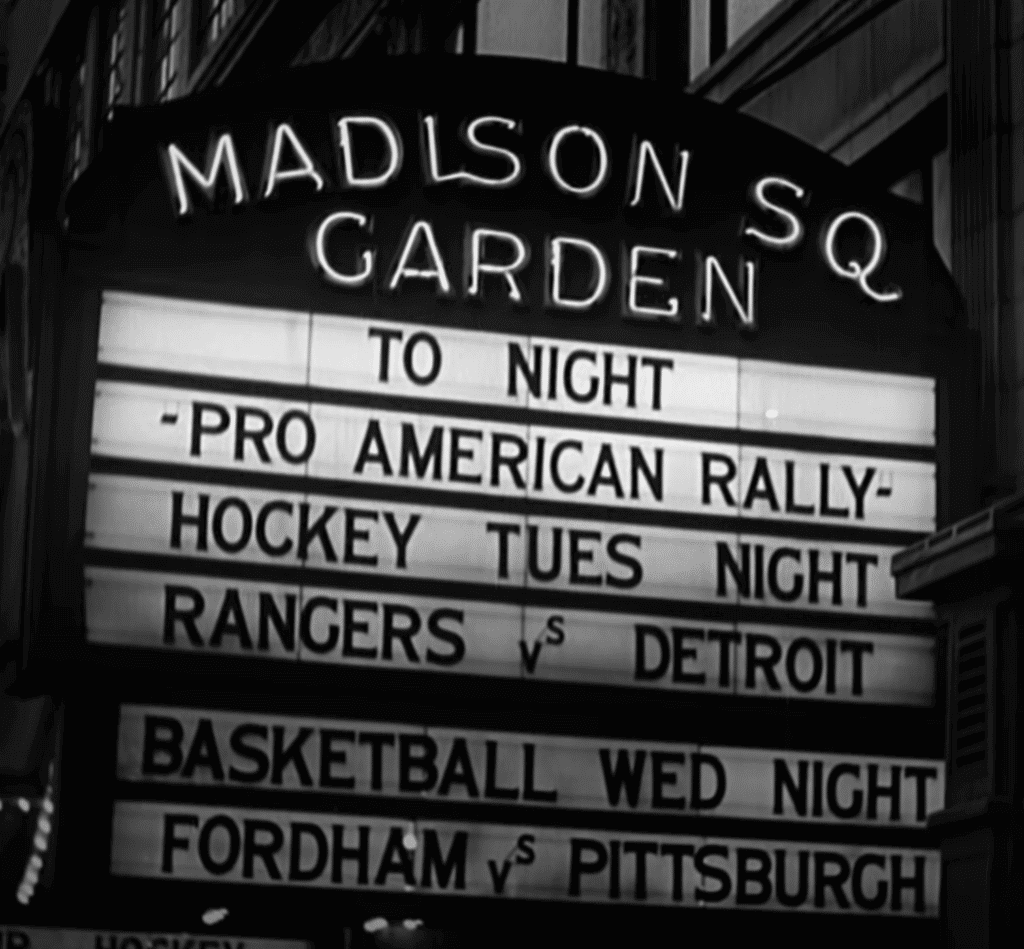 MADISON SQ
GARDEN
TO NIGHT
-PRO AMERICAN RALLY-
HOCKEY TUES NIGHT
RANGERS vS DETROIT
BASKETBALL WED NIGHT
FORDHAM vS PITTSBURGH
HOCKEY